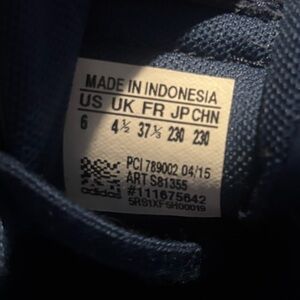 MADE IN INDONESIA
US UK FR JP CHN
6 4½ 37⅓ 230 230
PCI 789002 04/15
ART S81355
#111675642
adidas